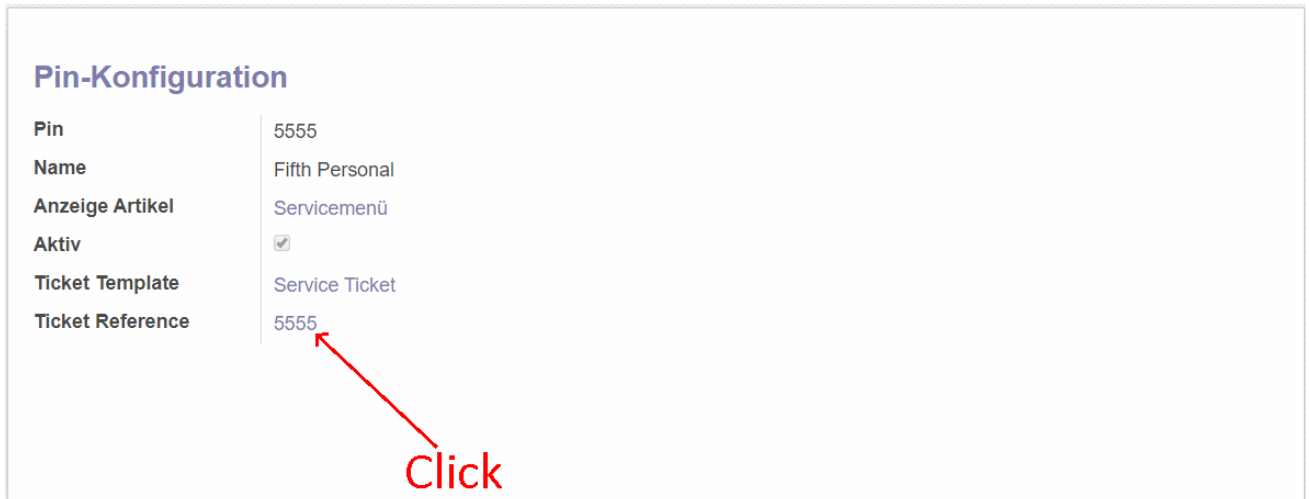 Pin-Konfiguration
Pin 5555
Name Fifth Personal
Anzeige Artikel Servicemenü
Aktiv
Ticket Template Service Ticket
Ticket Reference 5555
Click